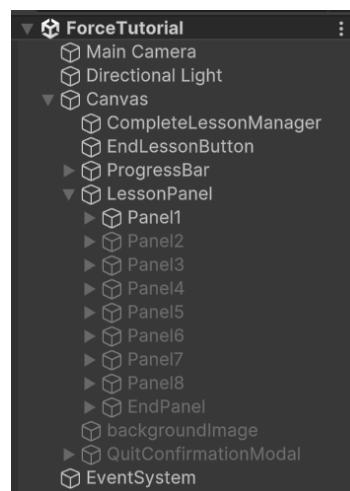 ForceTutorial
Main Camera
Directional Light
Canvas
CompleteLessonManager
EndLessonButton
ProgressBar
LessonPanel
Panel1
Panel2
Panel3
Panel4
Panel5
Panel6
Panel7
Panel8
EndPanel
backgroundImage
QuitConfirmationModal
EventSystem